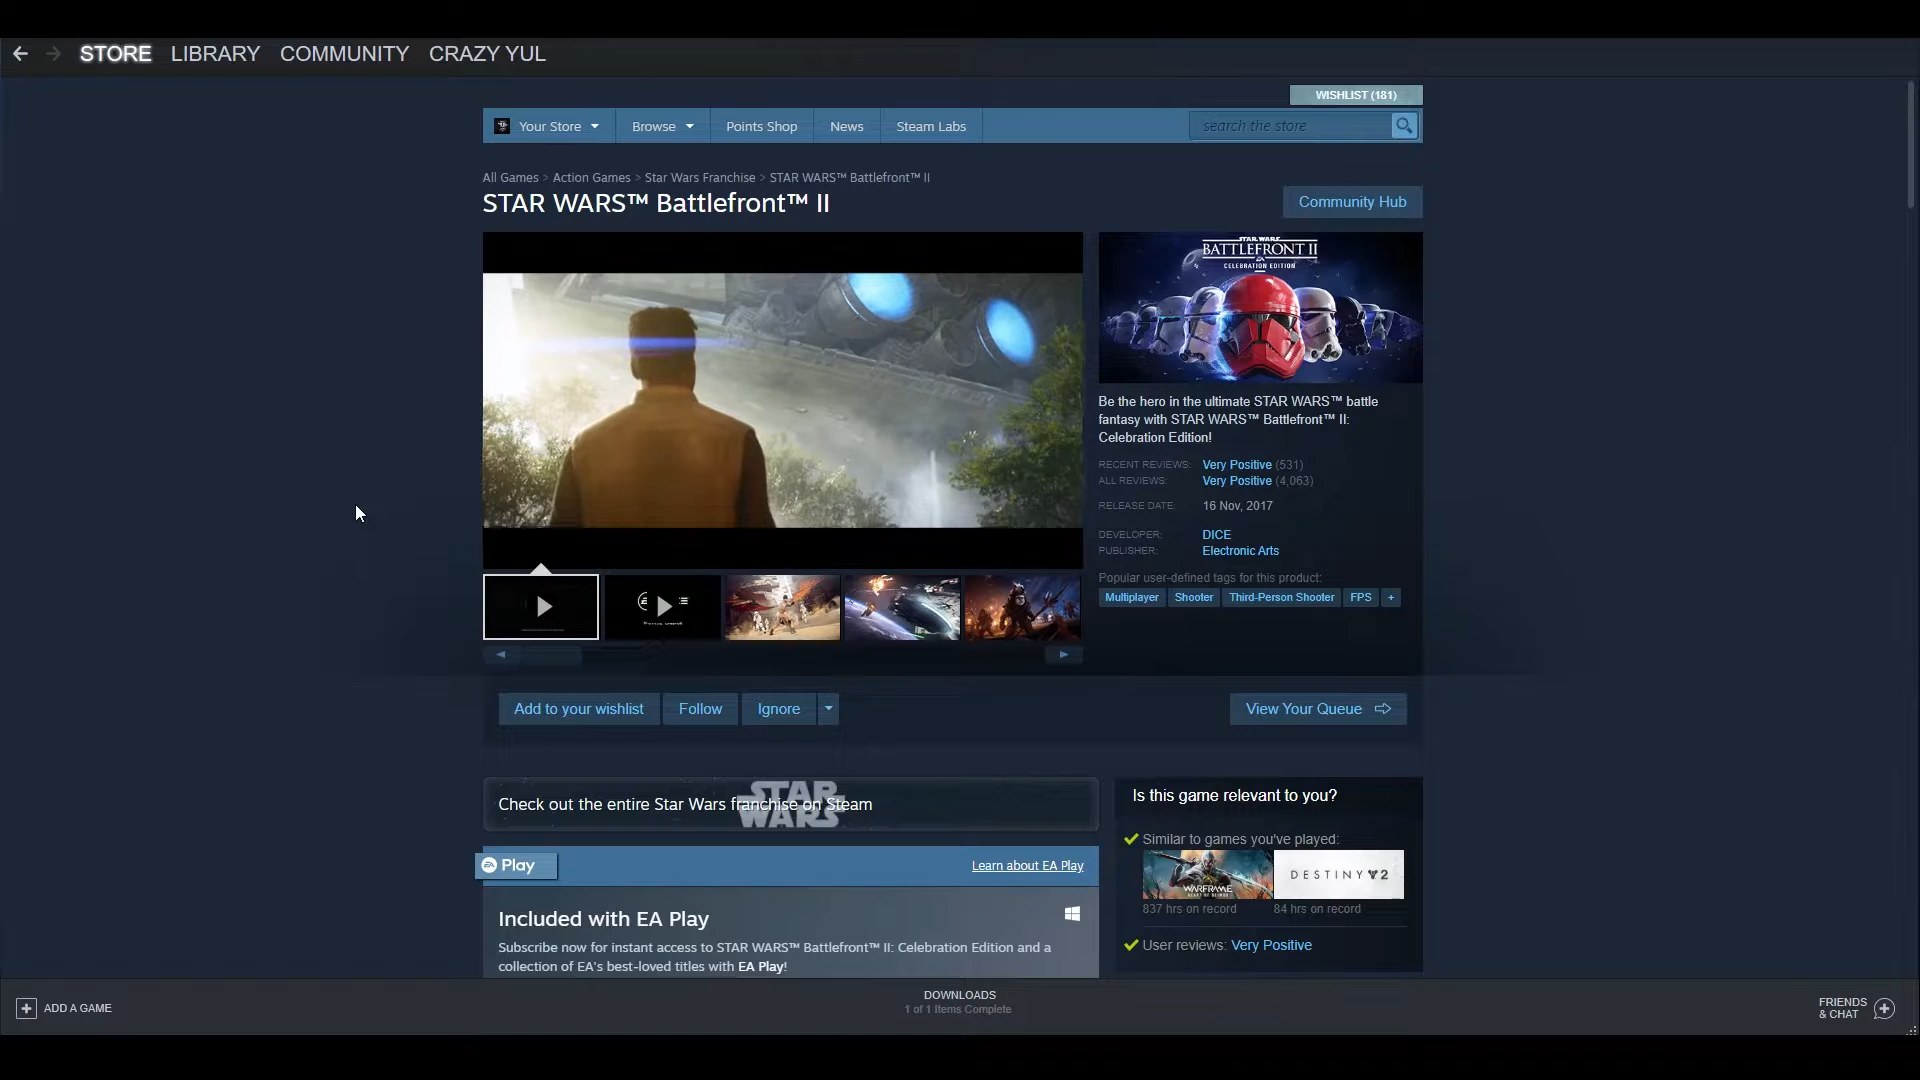 STORE LIBRARY COMMUNITY CRAZY YUL
WISHLIST (181)
Your Store Browse Points Shop News Steam Labs search the store
All Games > Action Games > Star Wars Franchise > STAR WARS™ Battlefront™ II
STAR WARS™ Battlefront™ II
Community Hub
STAR WARS
BATTLEFRONT II
CELEBRATION EDITION
Be the hero in the ultimate STAR WARS™ battle
fantasy with STAR WARS™ Battlefront™ II:
Celebration Edition!
RECENT REVIEWS: Very Positive (531)
ALL REVIEWS: Very Positive (4,063)
RELEASE DATE: 16 Nov, 2017
DEVELOPER: DICE
PUBLISHER: Electronic Arts
Popular user-defined tags for this product:
Multiplayer Shooter Third-Person Shooter FPS +
Add to your wishlist Follow Ignore View Your Queue
Check out the entire Star Wars franchise on Steam
STAR
WARS
Is this game relevant to you?
Similar to games you've played:
WARFRAME
DESTINY 2
837 hrs on record 84 hrs on record
User reviews: Very Positive
EA Play Learn about EA Play
Included with EA Play
Subscribe now for instant access to STAR WARS™ Battlefront™ II: Celebration Edition and a
collection of EA's best-loved titles with EA Play!
ADD A GAME
DOWNLOADS
1 of 1 Items Complete
FRIENDS
& CHAT